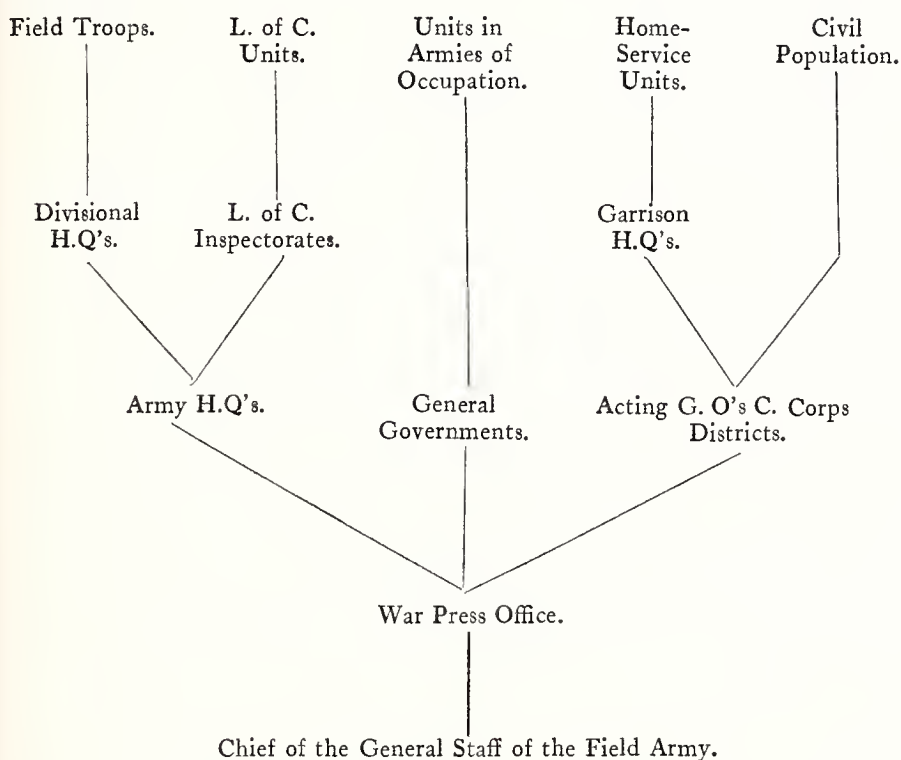 Field Troops.
L. of C.
Units.
Units in
Armies of
Occupation.
Home-
Service
Units.
Civil
Population.
Divisional
H.Q's.
L. of C.
Inspectorates.
Garrison
H.Q's.
Army H.Q's.
General
Governments.
Acting G. O's C. Corps
Districts.
War Press Office.
Chief of the General Staff of the Field Army.